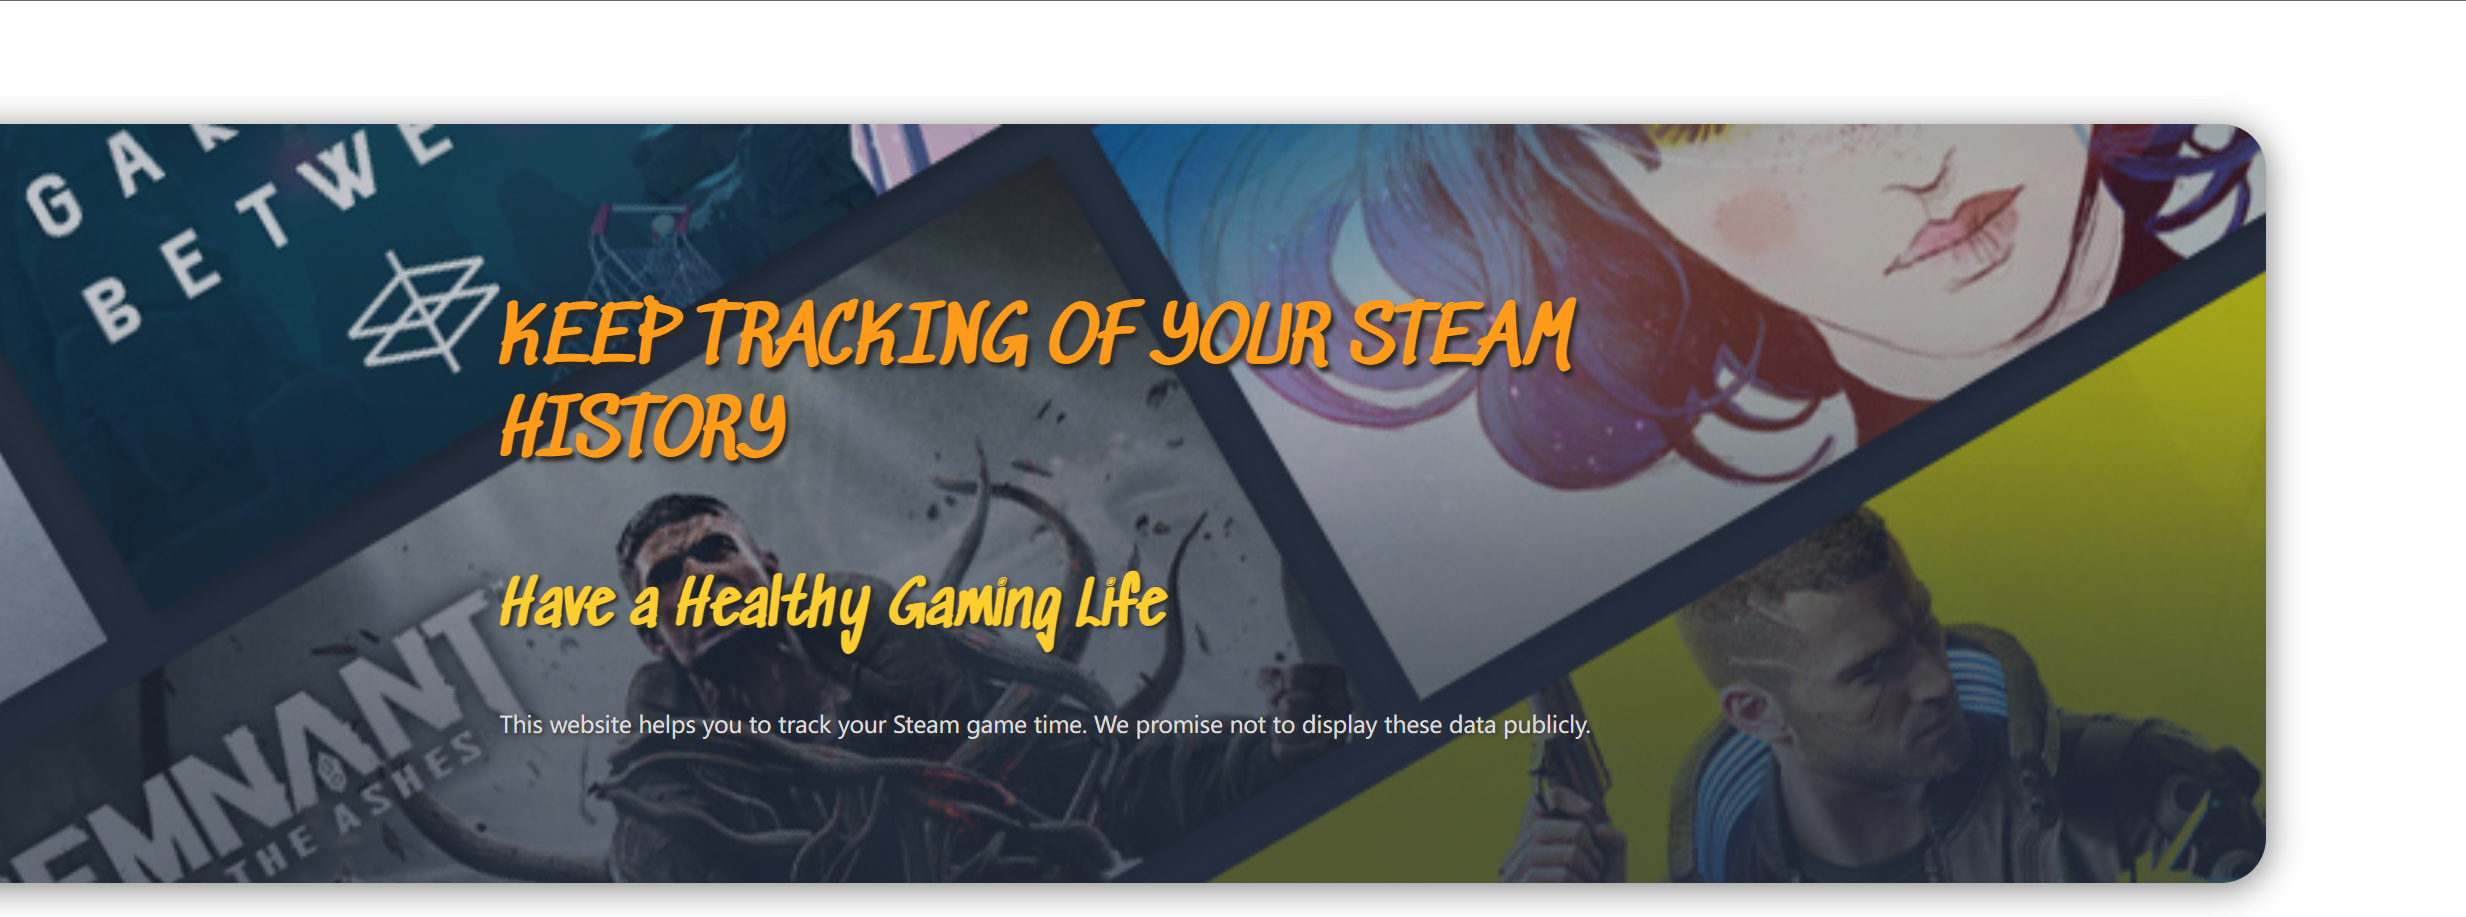 GAR
BETWE
KEEP TRACKING OF YOUR STEAM
HISTORY
Have a Healthy Gaming Life
This website helps you to track your Steam game time. We promise not to display these data publicly.
EMNANT
THE ASHES